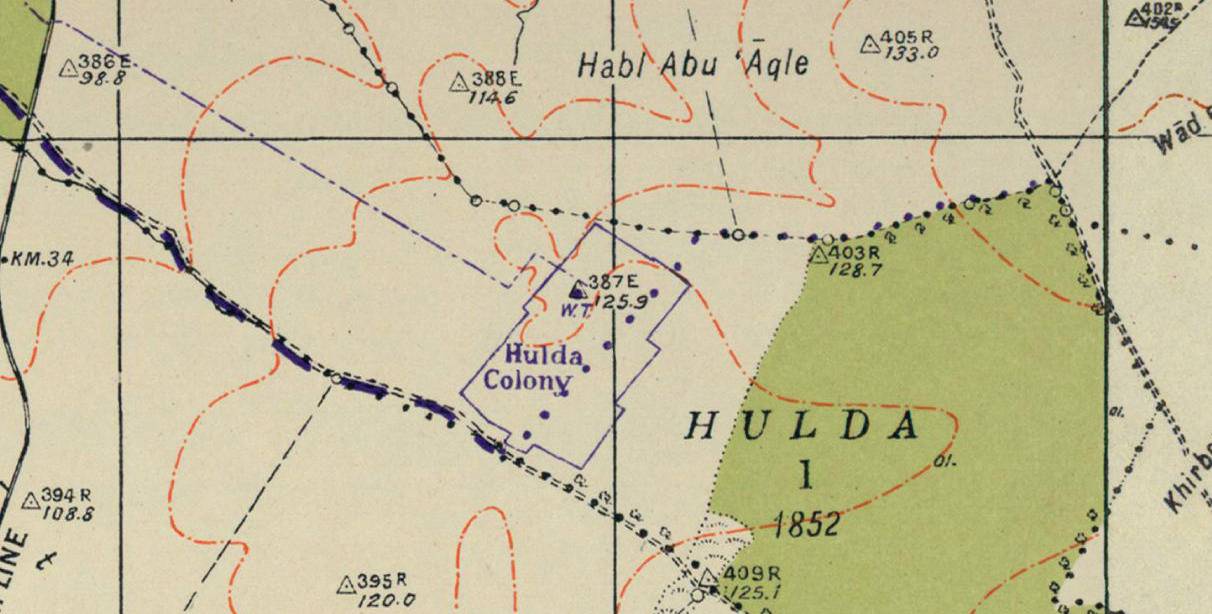 402R
405R
133.0
386E
98.8
388E
114.6
Habl Abu ‘Āqle
Wād
KM.34
403R
128.7
387E
125.9
W.T.
Hulda
Colony
HULDA
1
1852
ol.
ol.
Khirb
394R
108.8
LINE
395R
120.0
409R
125.1